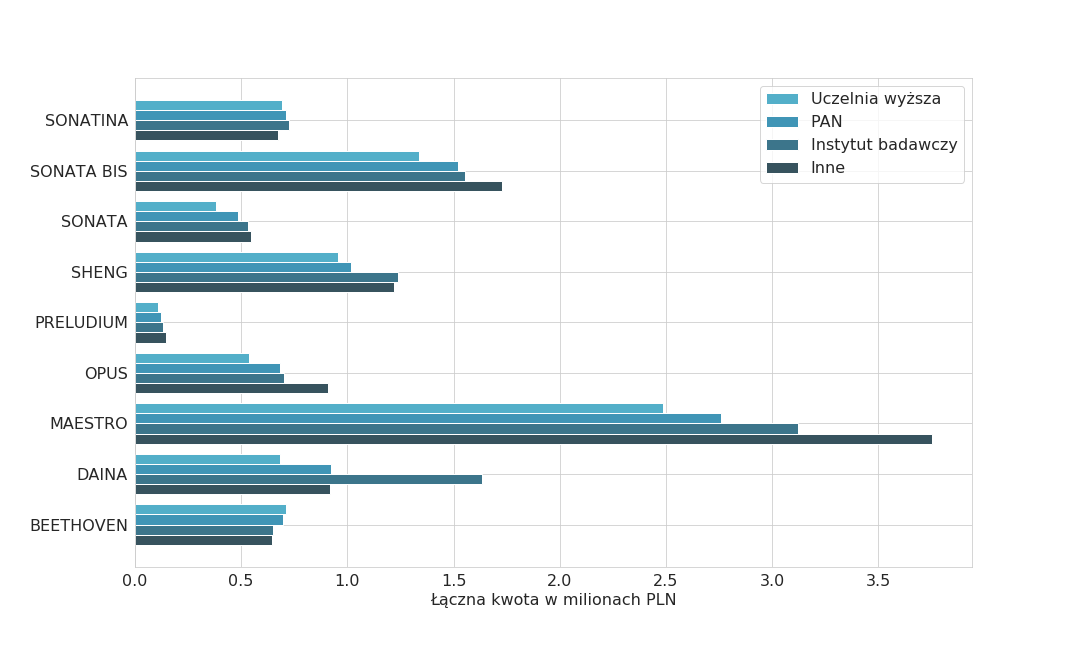 Uczelnia wyższa
PAN
Instytut badawczy
Inne
SONATINA
SONATA BIS
SONATA
SHENG
PRELUDIUM
OPUS
MAESTRO
DAINA
BEETHOVEN
0.0 0.5 1.0 1.5 2.0 2.5 3.0 3.5
Łączna kwota w milionach PLN